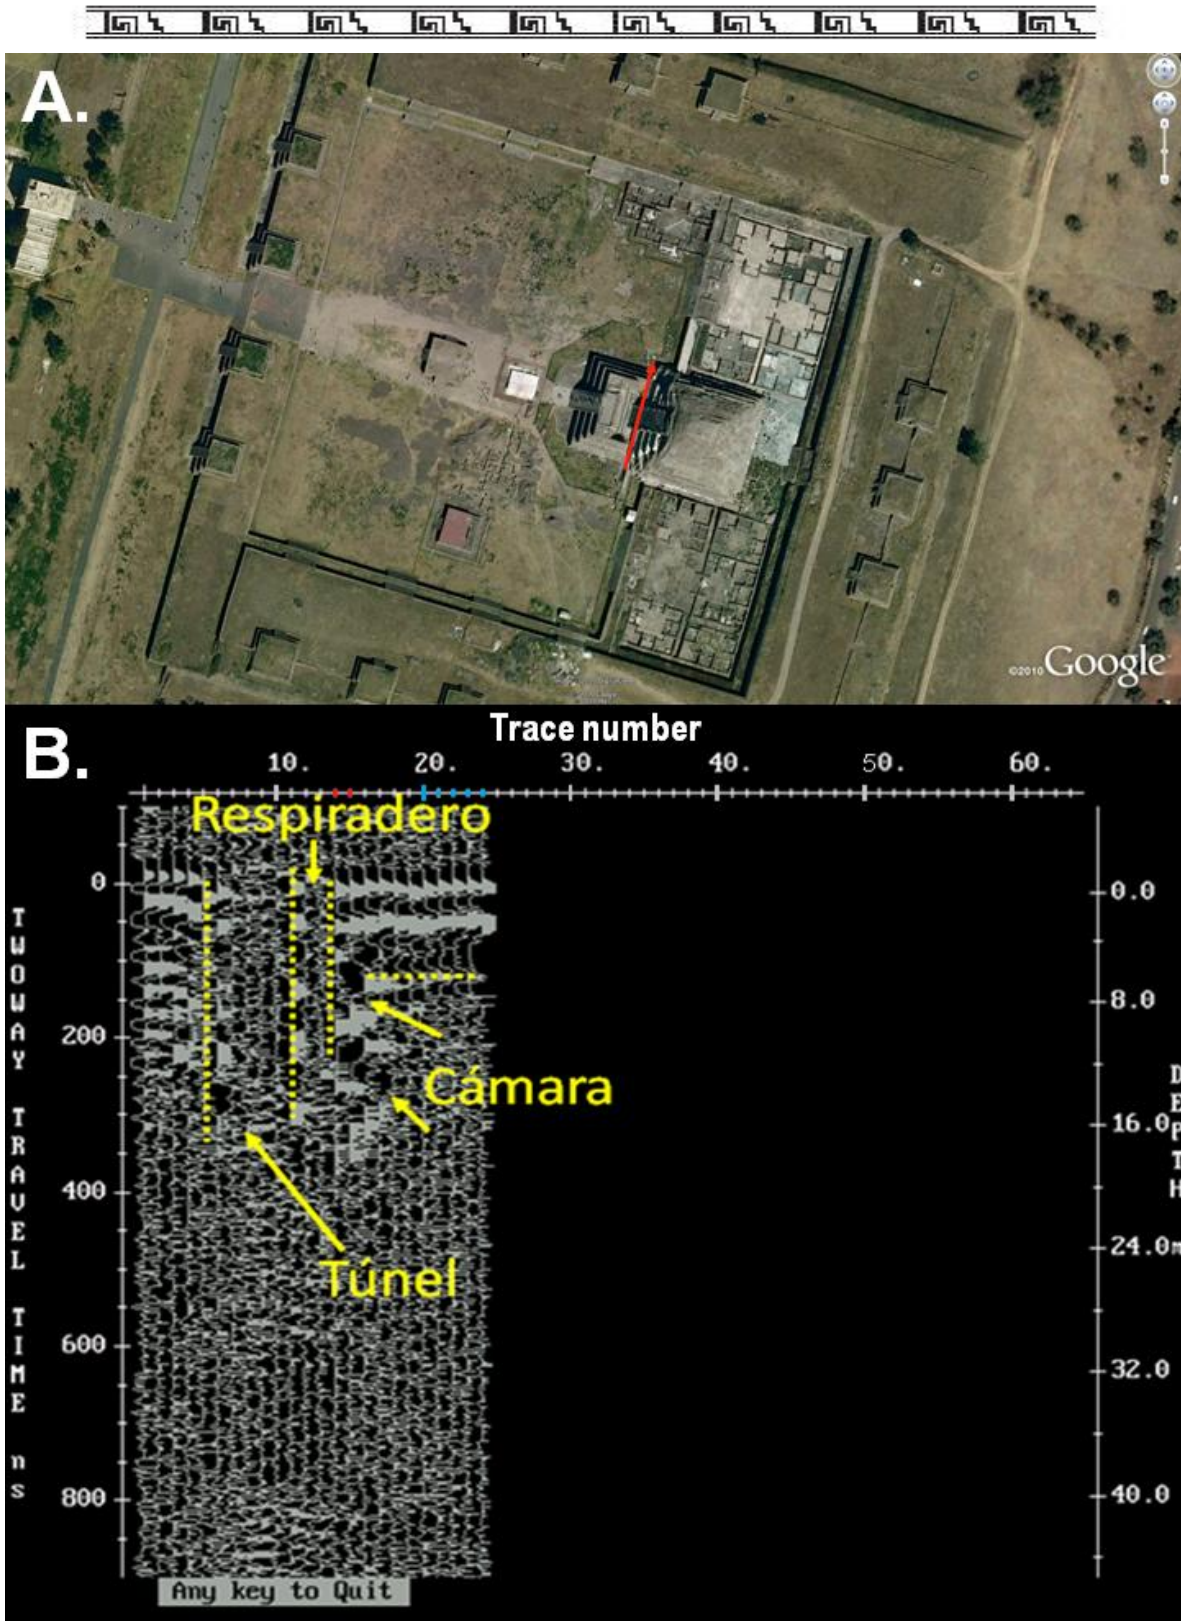 A.
©2010 Google
B.
Trace number
10. 20. 30. 40. 50. 60.
Respiradero
0 0.0
8.0
200
Cámara
16.0
400
24.0m
Túnel
600
32.0
800 40.0
TWOWAY TRAVEL TIME ns
DEPTH
Any key to Quit